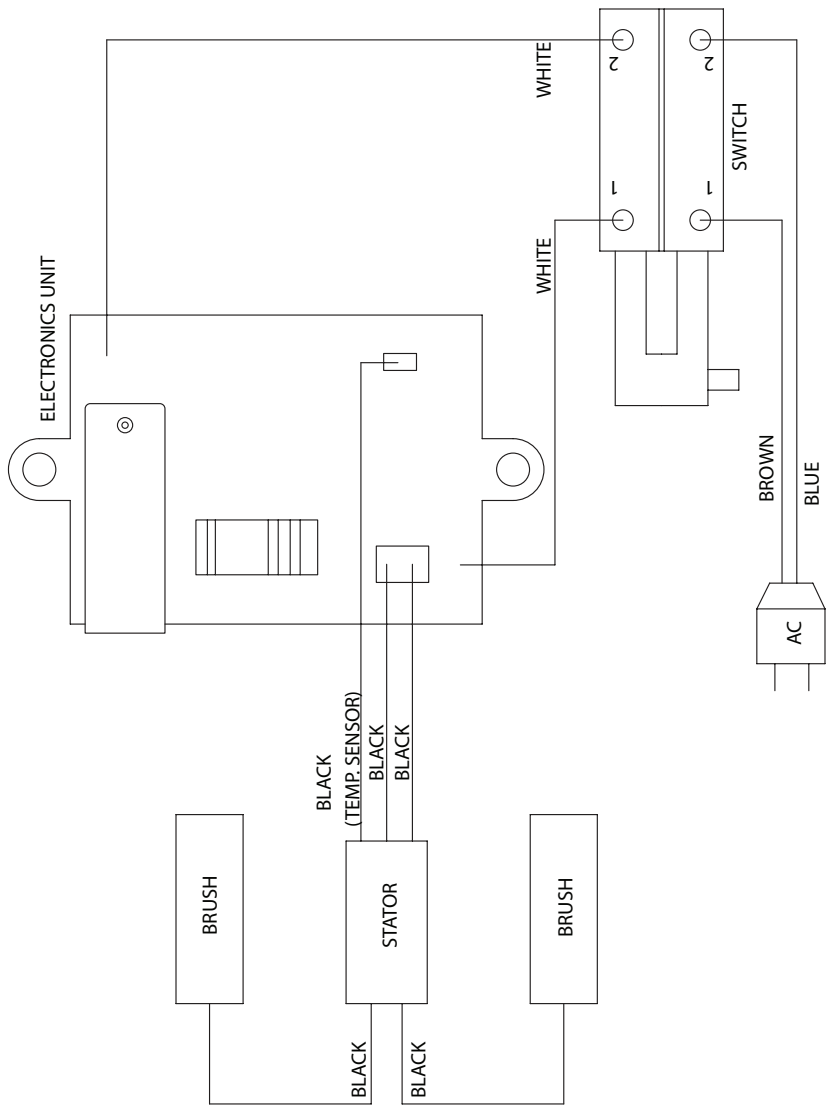 ELECTRONICS UNIT
WHITE
2
2
SWITCH
1
1
WHITE
BROWN
BLUE
AC
BLACK
(TEMP. SENSOR)
BLACK
BLACK
BRUSH
STATOR
BRUSH
BLACK
BLACK